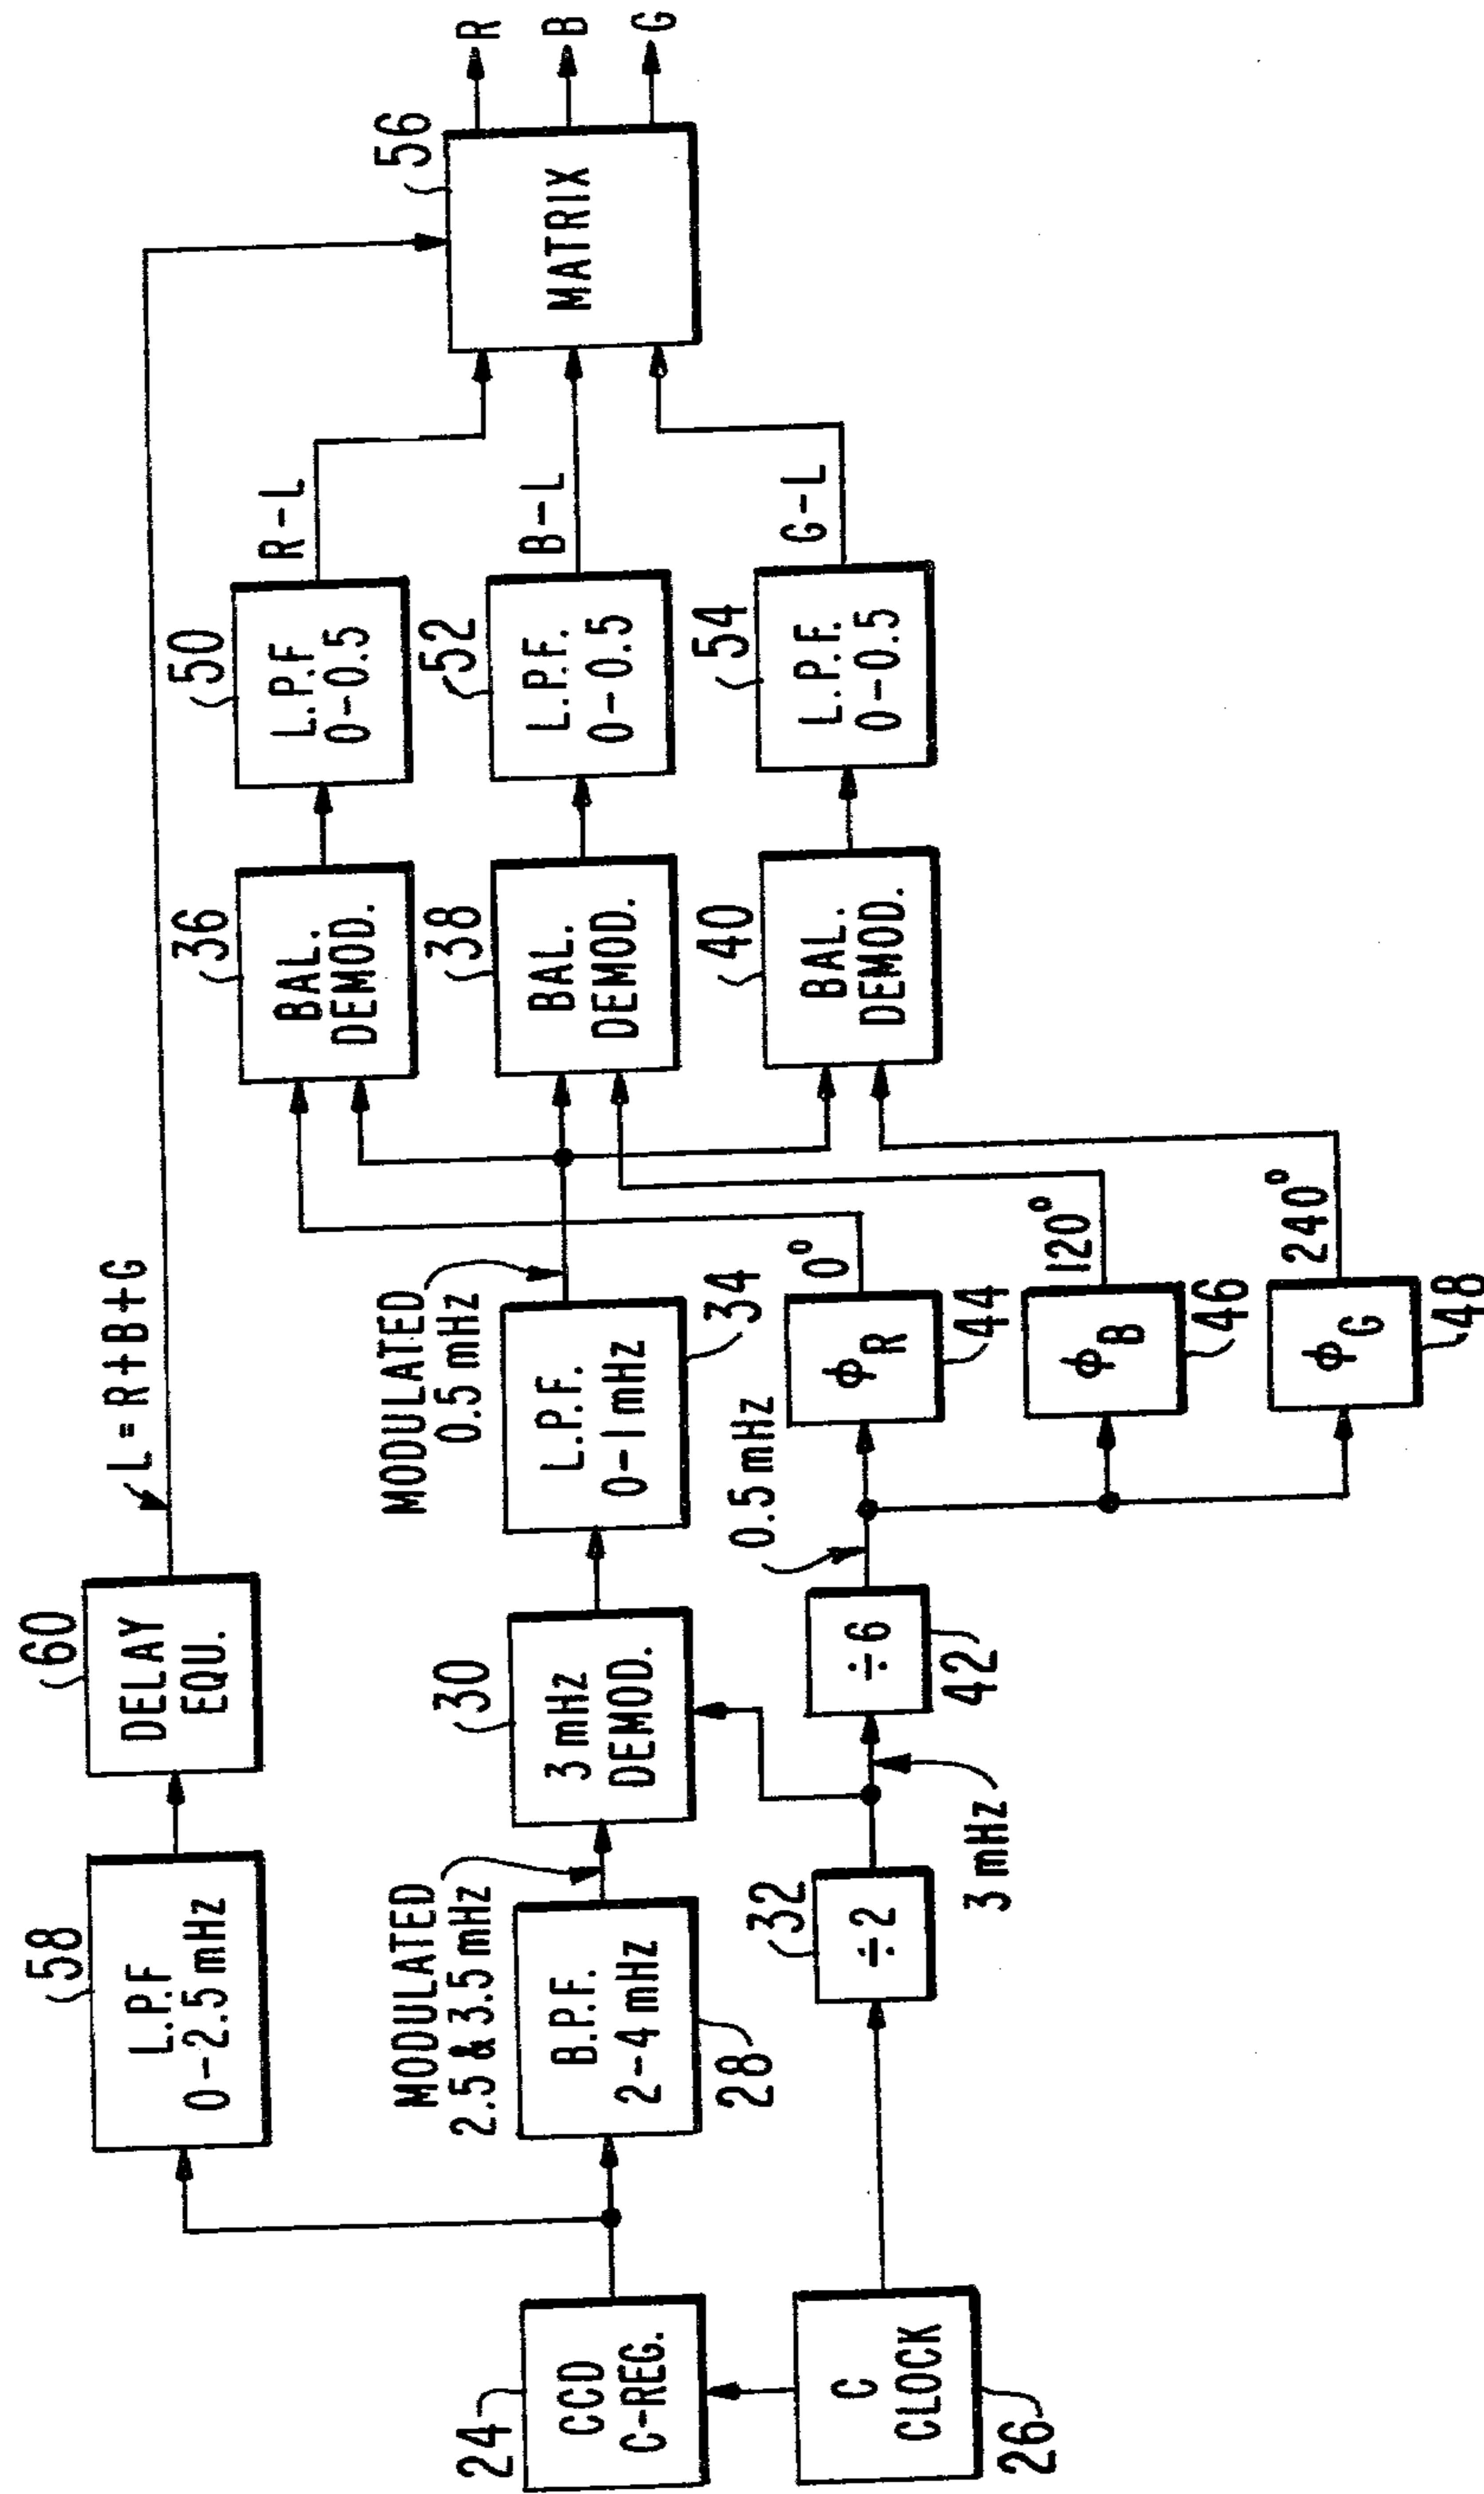 58
L.P.F
0-2.5 mHz
60
DELAY
EQU.
L=R+B+G
24
CCD
C-REG.
MODULATED
2.5 & 3.5 mHz
B.P.F.
2-4 mHz
28
30
3 mHz
DEMOD.
MODULATED
0.5 mHz
L.P.F.
0-1 mHz
34
36
BAL.
DEMOD.
50
L.P.F
0-0.5
R-L
38
BAL.
DEMOD.
52
L.P.F.
0-0.5
B-L
40
BAL.
DEMOD.
54
L.P.F.
0-0.5
G-L
56
MATRIX
R
B
G
C
CLOCK
26
32
÷2
3 mHz
÷6
42
0.5 mHz
ϕR
0°
44
ϕB
120°
46
ϕG
240°
48